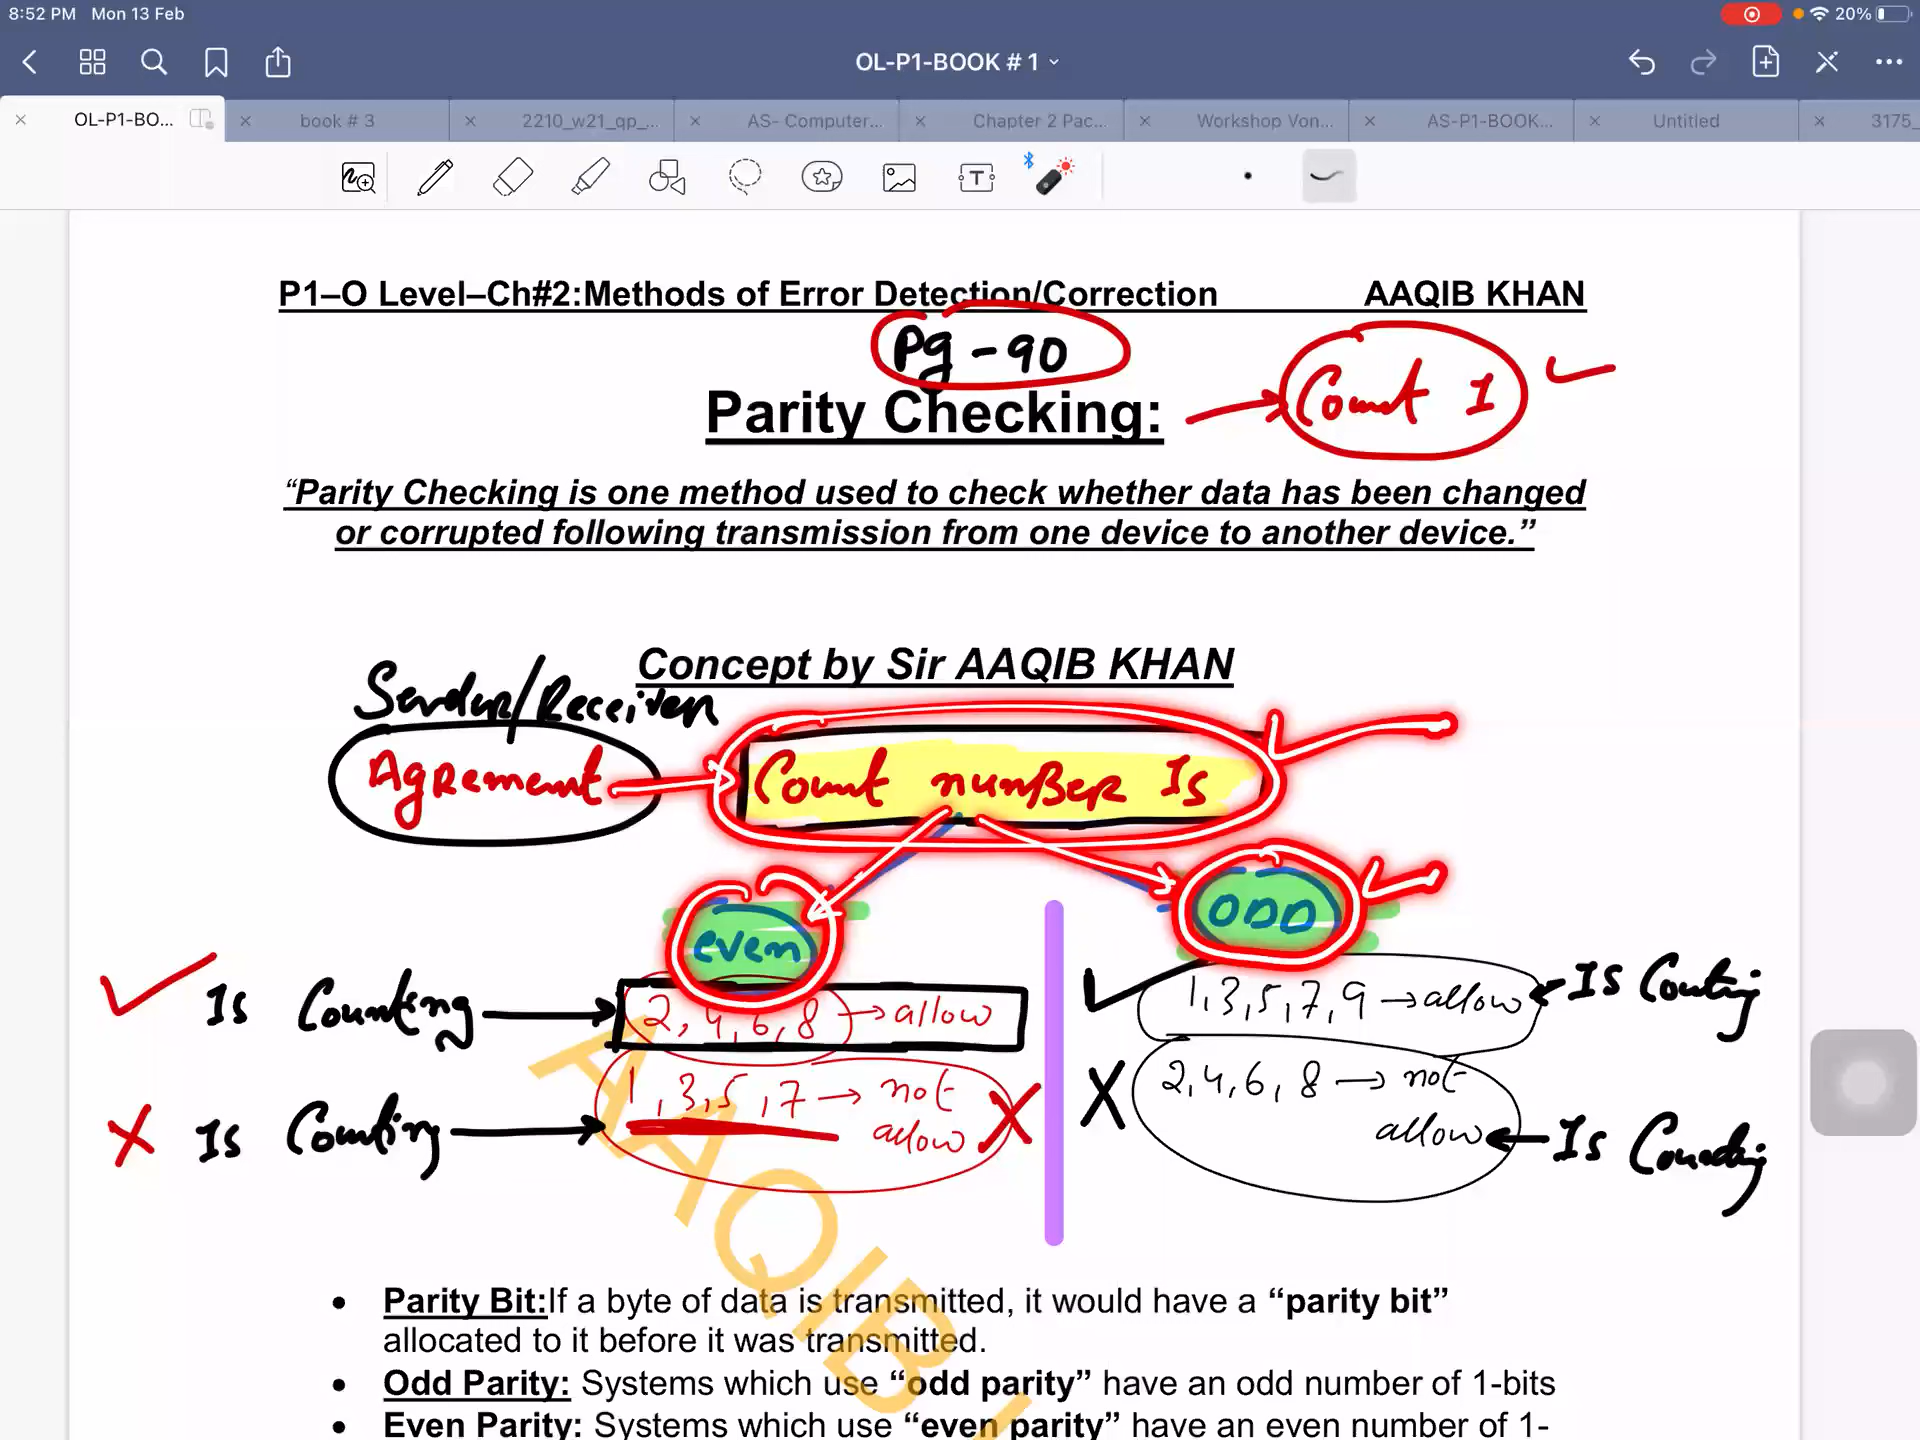 8:52 PM Mon 13 Feb
20%
OL-P1-BOOK # 1
OL-P1-BO...
book # 3
2210_w21_qp_...
AS- Computer...
Chapter 2 Pac...
Workshop Von...
AS-P1-BOOK...
Untitled
3175_
P1–O Level–Ch#2:Methods of Error Detection/Correction AAQIB KHAN
Pg - 90
Parity Checking:
Count 1
“Parity Checking is one method used to check whether data has been changed
or corrupted following transmission from one device to another device.”
Concept by Sir AAQIB KHAN
Sender/Receiver
Agrement
Count number 1s
even
ODD
1s Counting
2, 4, 6, 8 → allow
1, 3, 5, 7, 9 → allow
1s Couting
1s Counting
1, 3, 5, 7 → not
allow
2, 4, 6, 8 → not
allow
1s Counting
AAQIB
• Parity Bit:If a byte of data is transmitted, it would have a “parity bit”
allocated to it before it was transmitted.
• Odd Parity: Systems which use “odd parity” have an odd number of 1-bits
• Even Parity: Systems which use “even parity” have an even number of 1-